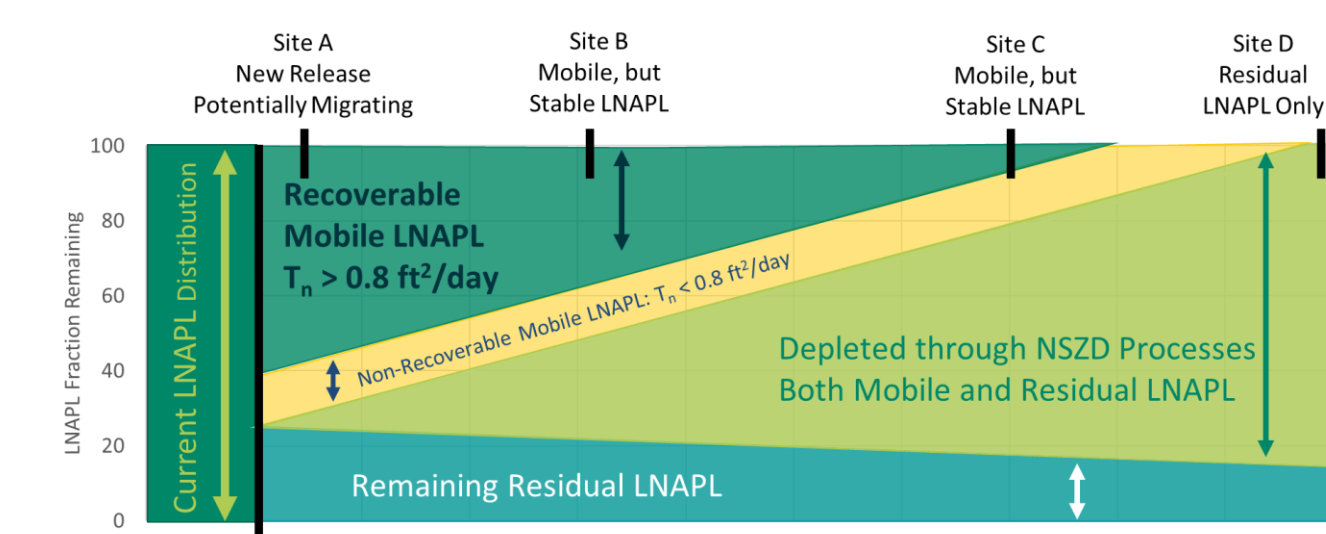 Site A
New Release
Potentially Migrating
Site B
Mobile, but
Stable LNAPL
Site C
Mobile, but
Stable LNAPL
Site D
Residual
LNAPL Only
LNAPL Fraction Remaining
100
80
60
40
20
0
Current LNAPL Distribution
Recoverable
Mobile LNAPL
Tₙ > 0.8 ft²/day
Non-Recoverable Mobile LNAPL: Tₙ < 0.8 ft²/day
Depleted through NSZD Processes
Both Mobile and Residual LNAPL
Remaining Residual LNAPL